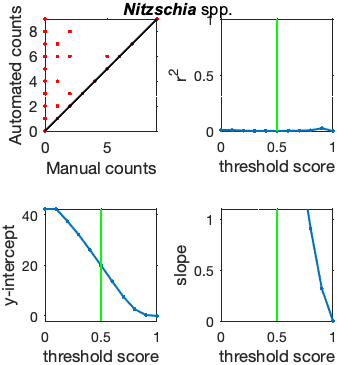 Nitzschia spp.
Automated counts
8
6
4
2
0
0
5
Manual counts
r2
1
0.5
0
0
0.5
1
threshold score
y-intercept
40
20
0
0
0.5
1
threshold score
slope
1
0.5
0
0
0.5
1
threshold score